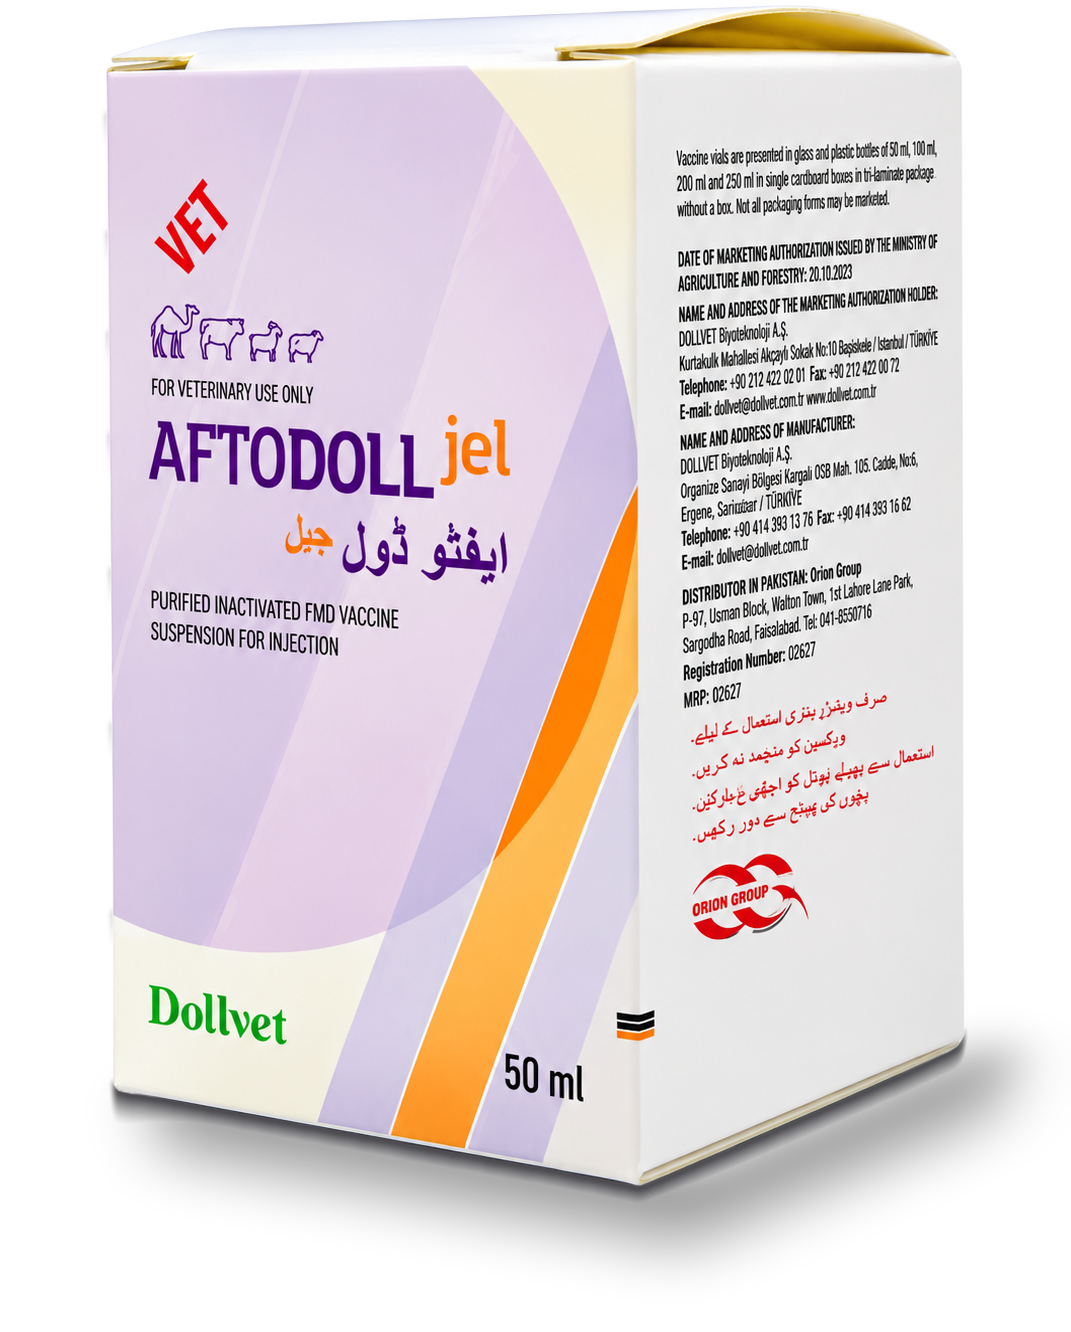 VET
FOR VETERINARY USE ONLY
AFTODOLL jel
ایفٹو ڈول جیل
PURIFIED INACTIVATED FMD VACCINE
SUSPENSION FOR INJECTION
Dollvet
50 ml
Vaccine vials are presented in glass and plastic bottles of 50 ml, 100 ml,
200 ml and 250 ml in single cardboard boxes in tri-laminate package
without a box. Not all packaging forms may be marketed.
DATE OF MARKETING AUTHORIZATION ISSUED BY THE MINISTRY OF
AGRICULTURE AND FORESTRY: 20.10.2023
NAME AND ADDRESS OF THE MARKETING AUTHORIZATION HOLDER:
DOLLVET Biyoteknoloji A.Ş.
Kurtakulk Mahallesi Akçaylı Sokak No:10 Başiskele / Istanbul / TÜRKİYE
Telephone: +90 212 422 02 01 Fax: +90 212 422 00 72
E-mail: dollvet@dollvet.com.tr www.dollvet.com.tr
NAME AND ADDRESS OF MANUFACTURER:
DOLLVET Biyoteknoloji A.Ş.
Organize Sanayi Bölgesi Kargalı OSB Mah. 105. Cadde, No:6,
Ergene, / TÜRKİYE
Telephone: +90 414 393 13 76 Fax: +90 414 393 16 62
E-mail: dollvet@dollvet.com.tr
DISTRIBUTOR IN PAKISTAN: Orion Group
P-97, Usman Block, Walton Town, 1st Lahore Lane Park,
Sargodha Road, Faisalabad. Tel: 041-8550716
Registration Number: 02627
MRP: 02627
صرف استعمال کے لیے۔
ویکسین کو منجمد نہ کریں۔
استعمال سے بوتل کو اچھی
کی سے دور رکھیں۔
ORION GROUP